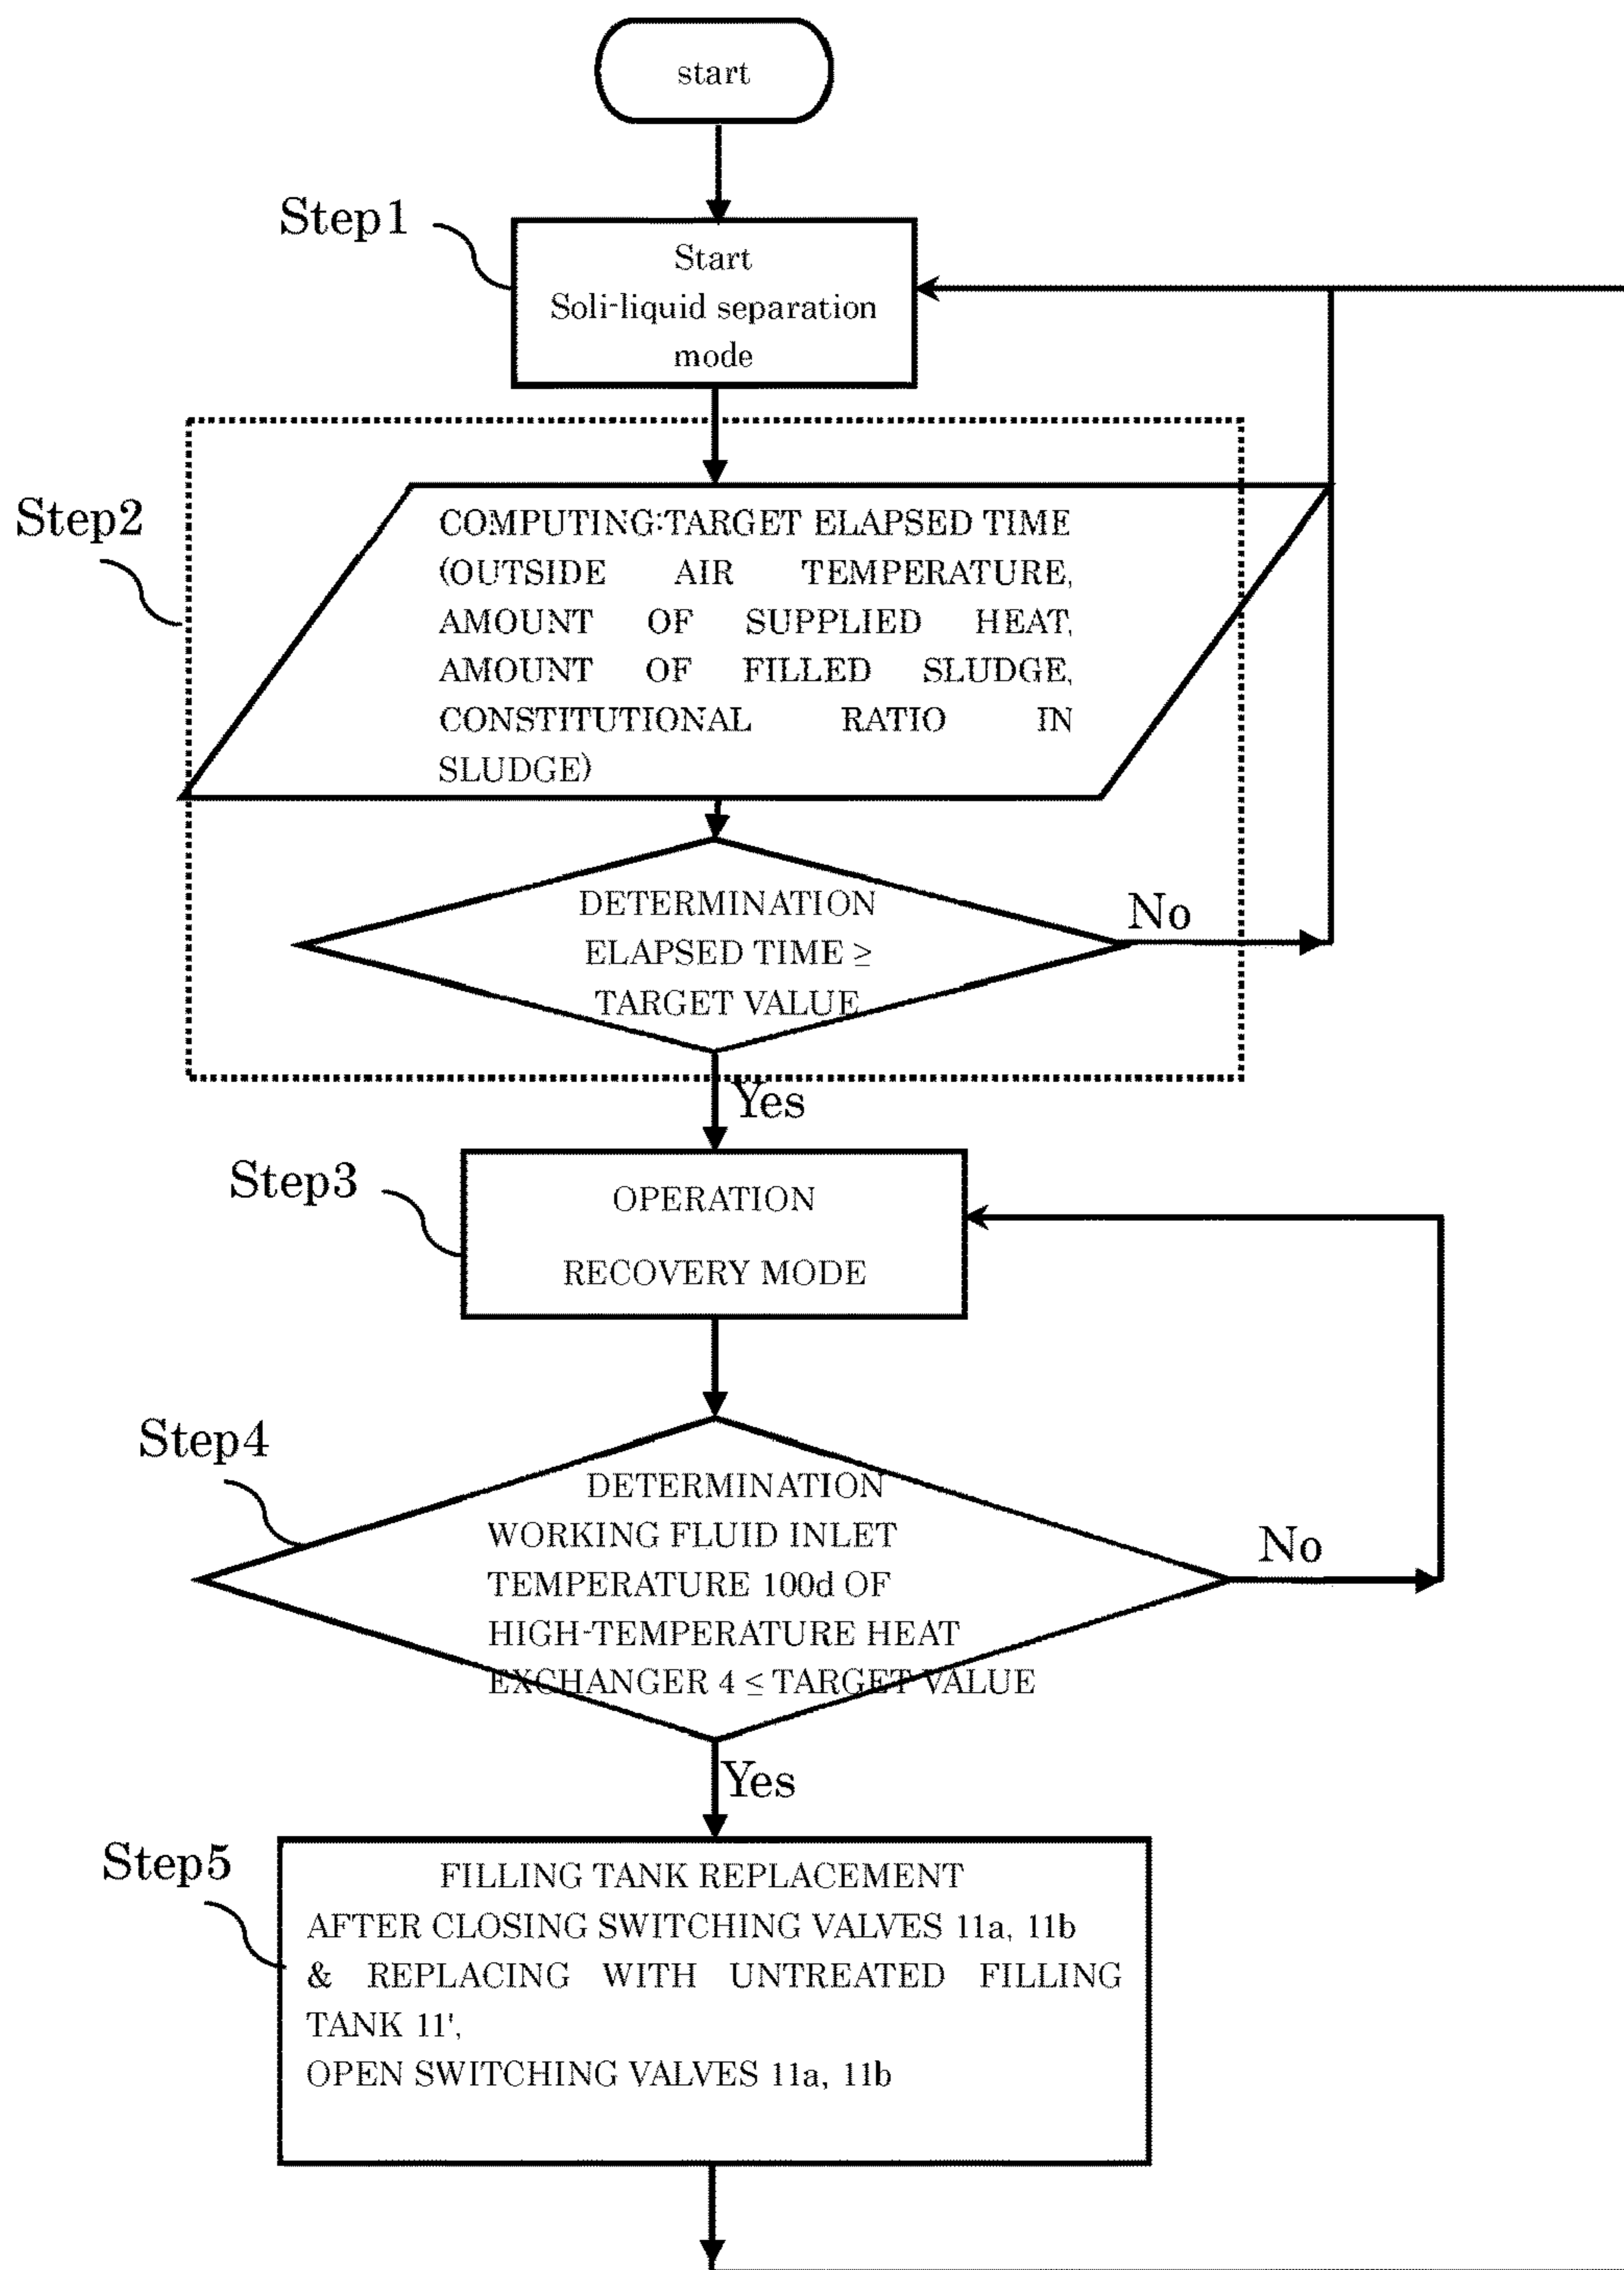 start
Step1
Start
Soli-liquid separation
mode
Step2
COMPUTING:TARGET ELAPSED TIME
(OUTSIDE AIR TEMPERATURE,
AMOUNT OF SUPPLIED HEAT,
AMOUNT OF FILLED SLUDGE,
CONSTITUTIONAL RATIO IN
SLUDGE)
DETERMINATION
ELAPSED TIME ≥
TARGET VALUE
No
Yes
Step3
OPERATION
RECOVERY MODE
Step4
DETERMINATION
WORKING FLUID INLET
TEMPERATURE 100d OF
HIGH-TEMPERATURE HEAT
EXCHANGER 4 ≤ TARGET VALUE
No
Yes
Step5
FILLING TANK REPLACEMENT
AFTER CLOSING SWITCHING VALVES 11a, 11b
& REPLACING WITH UNTREATED FILLING
TANK 11',
OPEN SWITCHING VALVES 11a, 11b